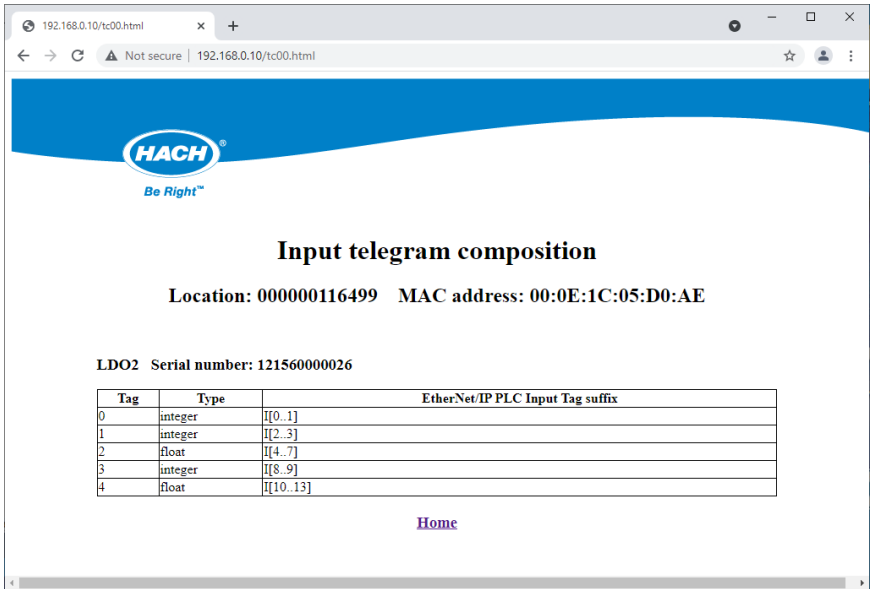 192.168.0.10/tc00.html
Not secure | 192.168.0.10/tc00.html
HACH®
Be Right™
Input telegram composition
Location: 000000116499 MAC address: 00:0E:1C:05:D0:AE
LDO2 Serial number: 121560000026
Tag Type EtherNet/IP PLC Input Tag suffix
0 integer I[0..1]
1 integer I[2..3]
2 float I[4..7]
3 integer I[8..9]
4 float I[10..13]
Home